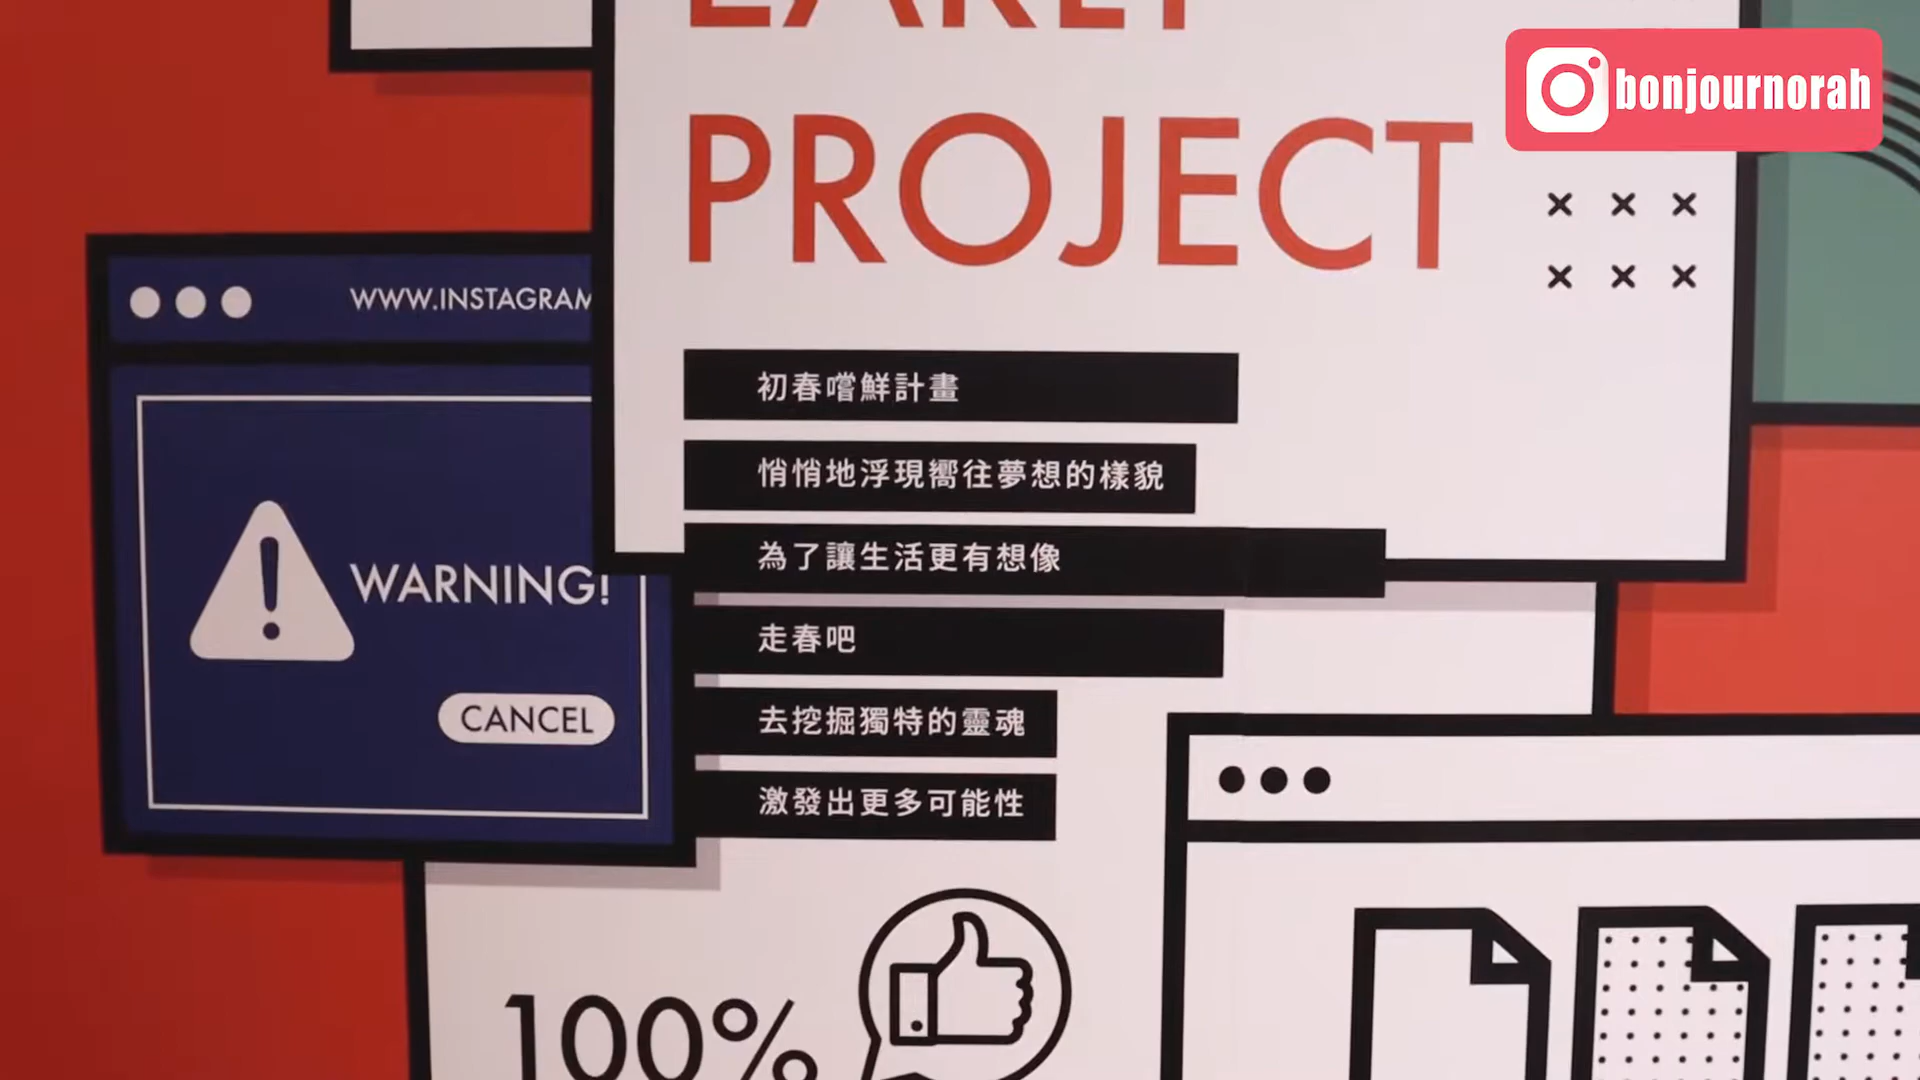 EARLY
PROJECT
bonjournorah
WWW.INSTAGRAM
初春嚐鮮計畫
悄悄地浮現嚮往夢想的樣貌
為了讓生活更有想像
走春吧
去挖掘獨特的靈魂
激發出更多可能性
WARNING!
CANCEL
100%